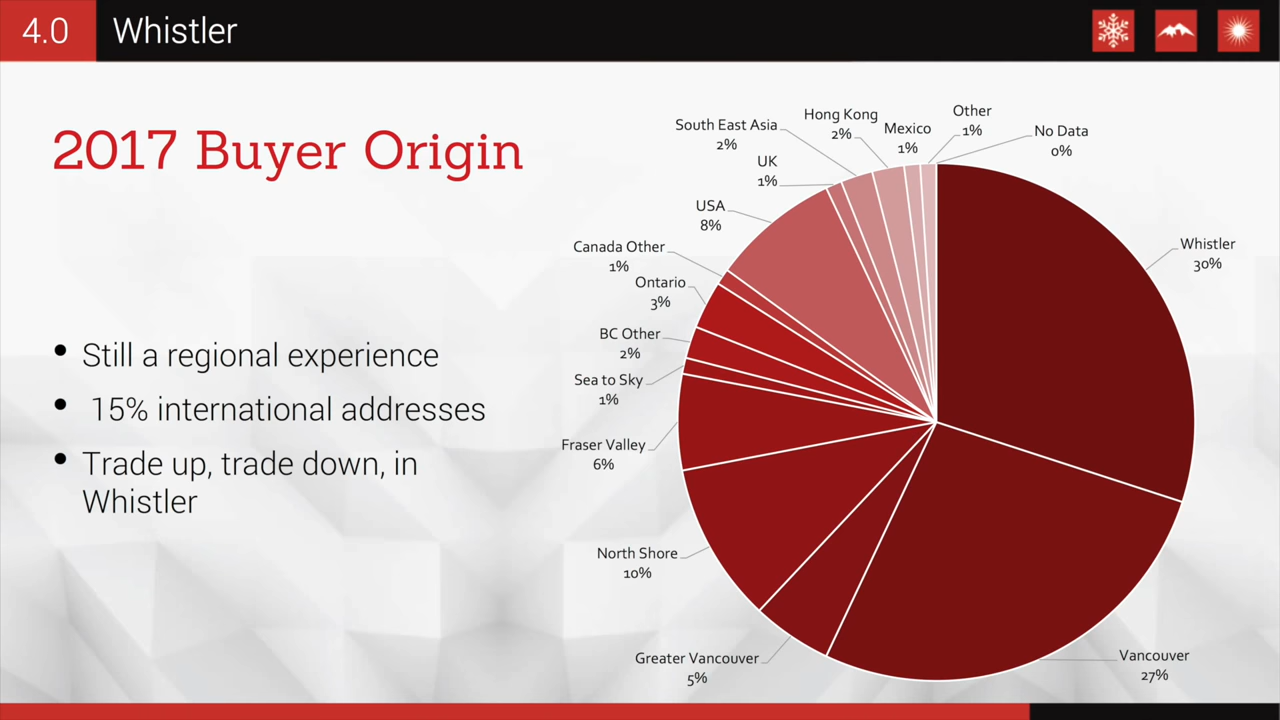 4.0 Whistler
2017 Buyer Origin
• Still a regional experience
• 15% international addresses
• Trade up, trade down, in
Whistler
Whistler
30%
Vancouver
27%
Greater Vancouver
5%
North Shore
10%
Fraser Valley
6%
Sea to Sky
1%
BC Other
2%
Ontario
3%
Canada Other
1%
USA
8%
UK
1%
South East Asia
2%
Hong Kong
2%
Mexico
1%
Other
1%
No Data
0%